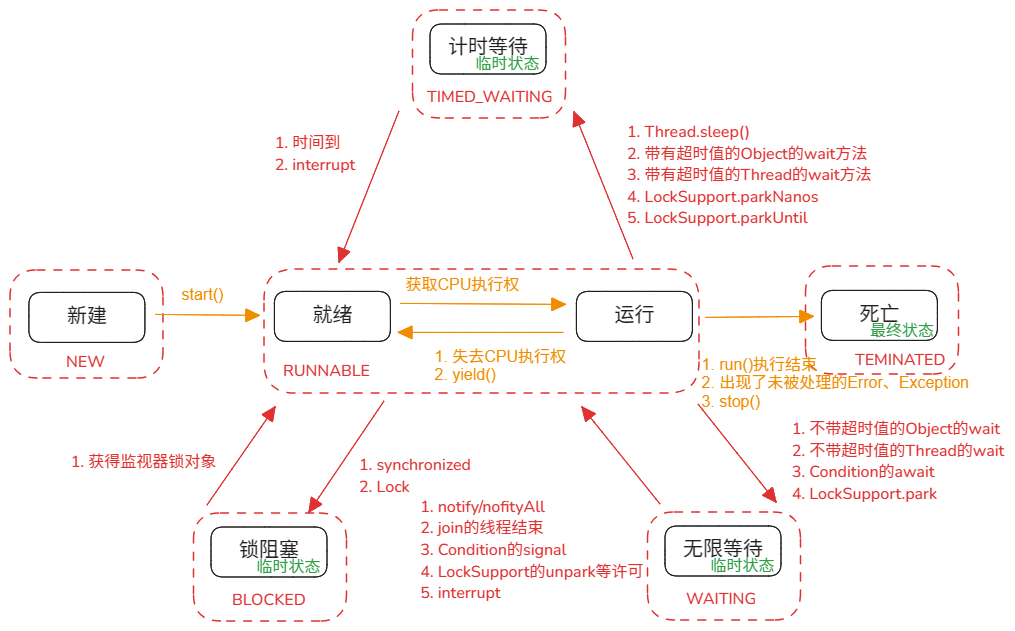 计时等待
临时状态
TIMED_WAITING
1. 时间到
2. interrupt
1. Thread.sleep()
2. 带有超时值的Object的wait方法
3. 带有超时值的Thread的wait方法
4. LockSupport.parkNanos
5. LockSupport.parkUntil
新建
NEW
start()
就绪
RUNNABLE
获取CPU执行权
1. 失去CPU执行权
2. yield()
运行
死亡
最终状态
TEMINATED
1. run()执行结束
2. 出现了未被处理的Error、Exception
3. stop()
1. 获得监视器锁对象
1. synchronized
2. Lock
锁阻塞
临时状态
BLOCKED
1. notify/nofityAll
2. join的线程结束
3. Condition的signal
4. LockSupport的unpark等许可
5. interrupt
1. 不带超时值的Object的wait
2. 不带超时值的Thread的wait
3. Condition的await
4. LockSupport.park
无限等待
临时状态
WAITING